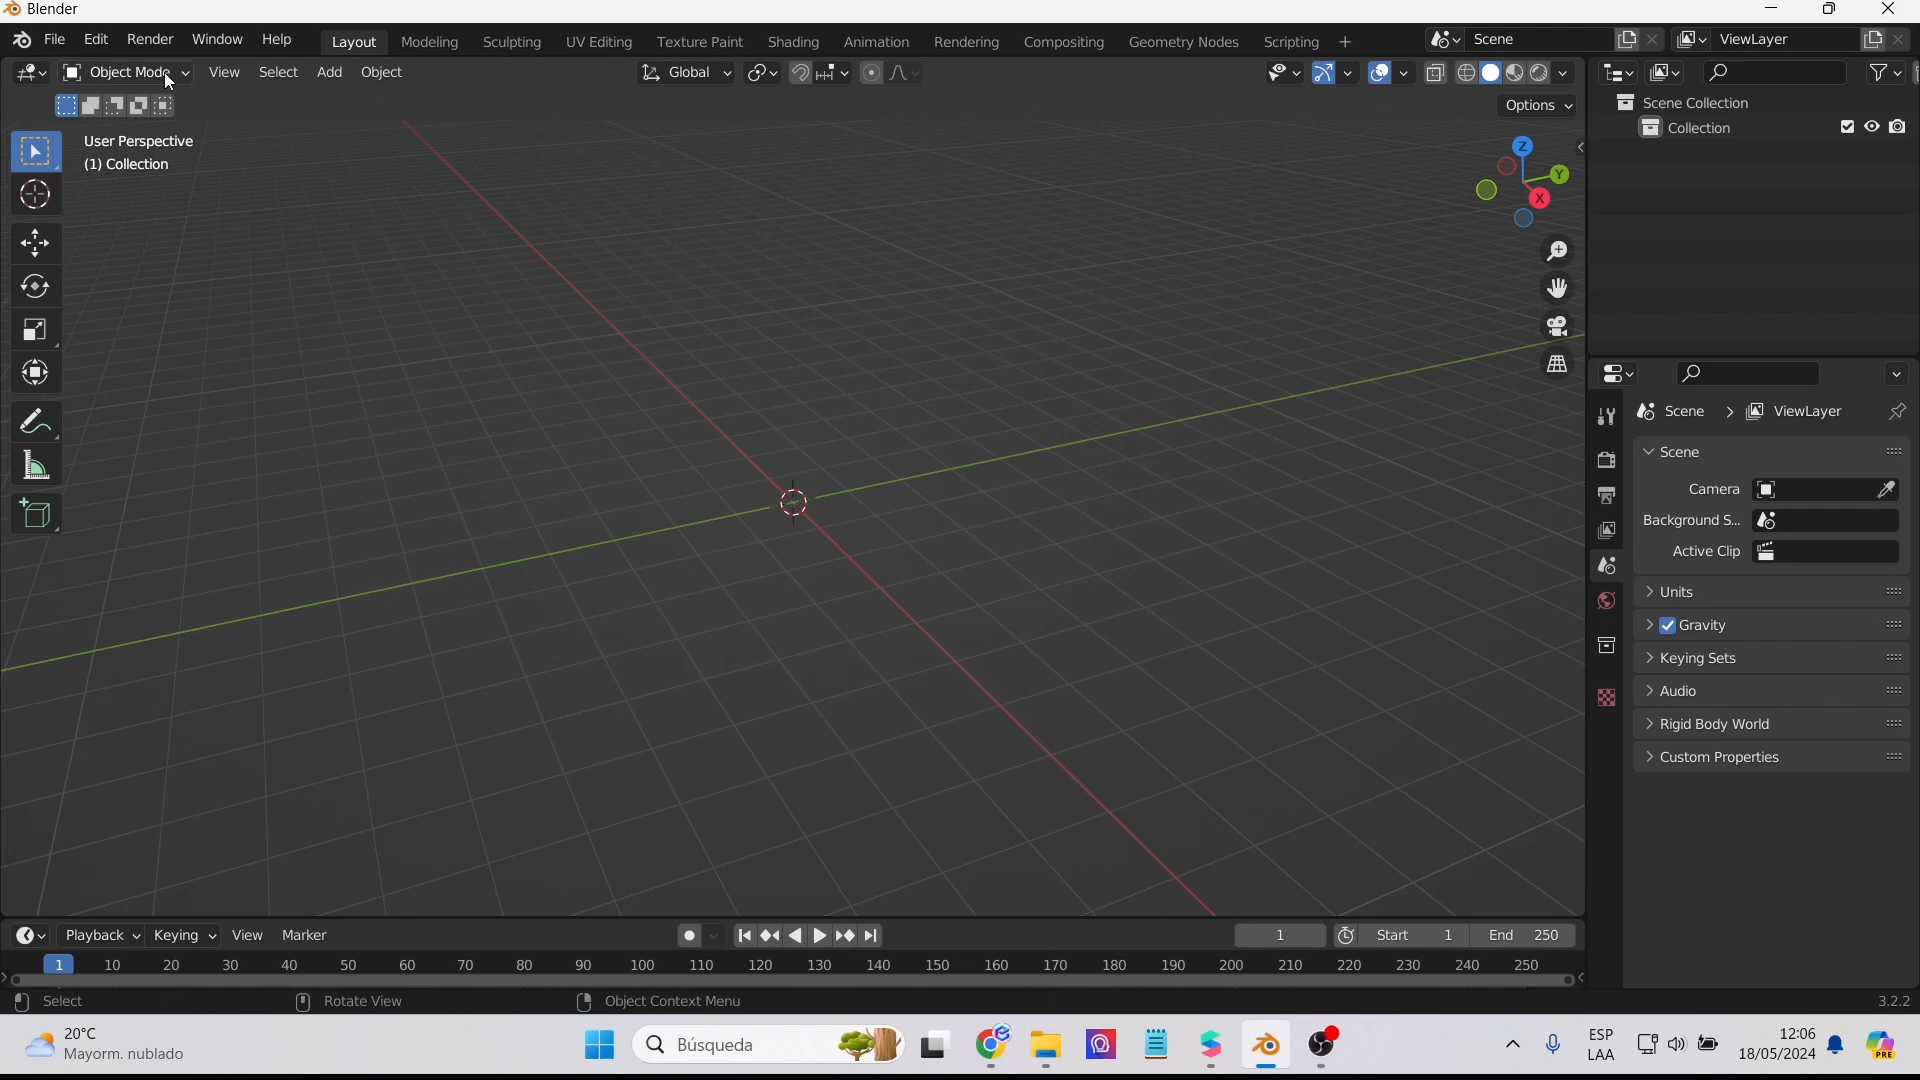 Blender
File Edit Render Window Help Layout Modeling Sculpting UV Editing Texture Paint Shading Animation Rendering Compositing Geometry Nodes Scripting + Scene ViewLayer
Object Mode View Select Add Object Global
Options
User Perspective
(1) Collection
Z
Y
X
Scene Collection
Collection
Scene ViewLayer
Scene
Camera
Background S...
Active Clip
Units
Gravity
Keying Sets
Audio
Rigid Body World
Custom Properties
Playback Keying View Marker 1 Start 1 End 250
1 10 20 30 40 50 60 70 80 90 100 110 120 130 140 150 160 170 180 190 200 210 220 230 240 250
Select Rotate View Object Context Menu 3.2.2
20°C
Mayorm. nublado
Búsqueda
ESP
LAA
12:06
18/05/2024
PRE